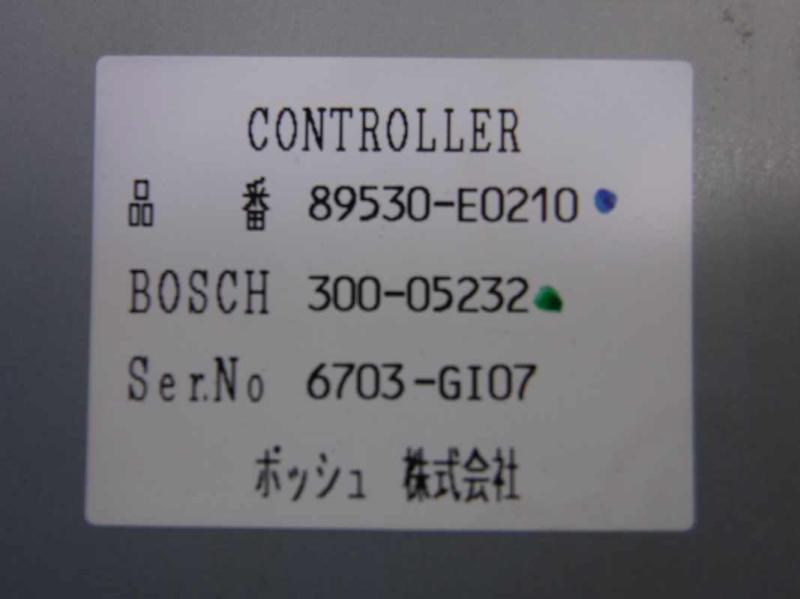 CONTROLLER
品 番 89530-E0210
BOSCH 300-05232
Ser.No 6703-GI07
ボッシュ 株式会社